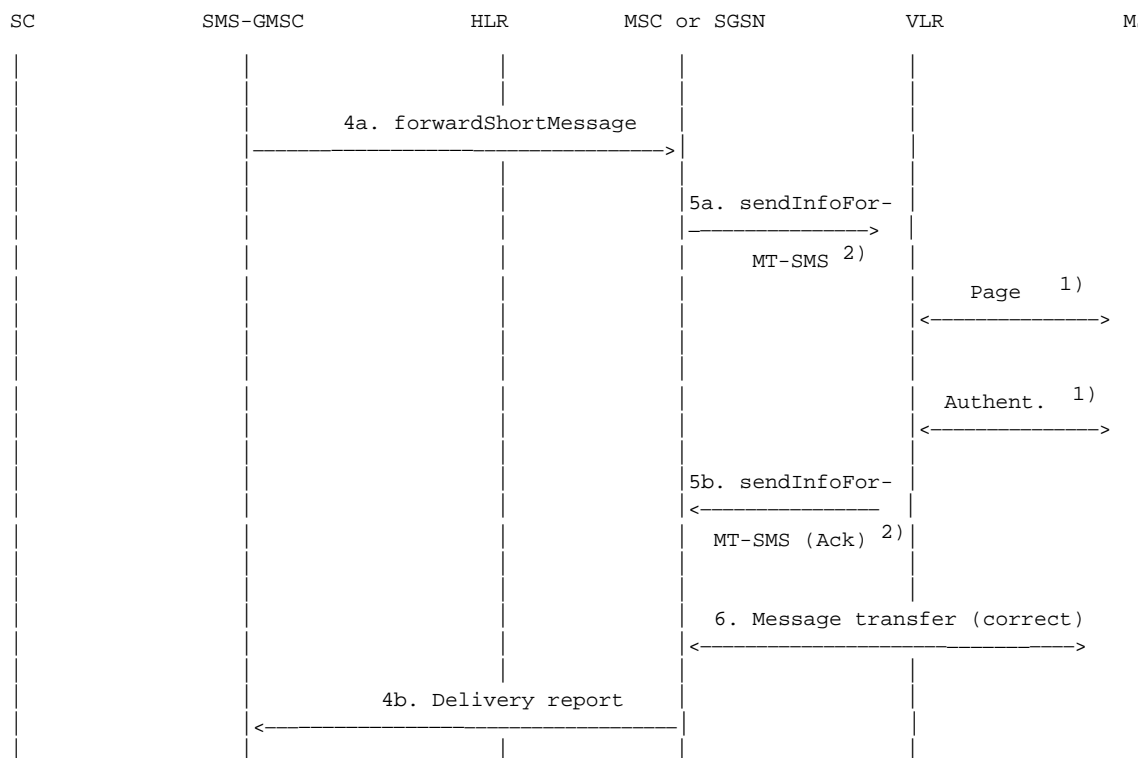 SC SMS-GMSC HLR MSC or SGSN VLR
4a. forwardShortMessage
5a. sendInfoFor-
MT-SMS 2)
Page 1)
Authent. 1)
5b. sendInfoFor-
MT-SMS (Ack) 2)
6. Message transfer (correct)
4b. Delivery report